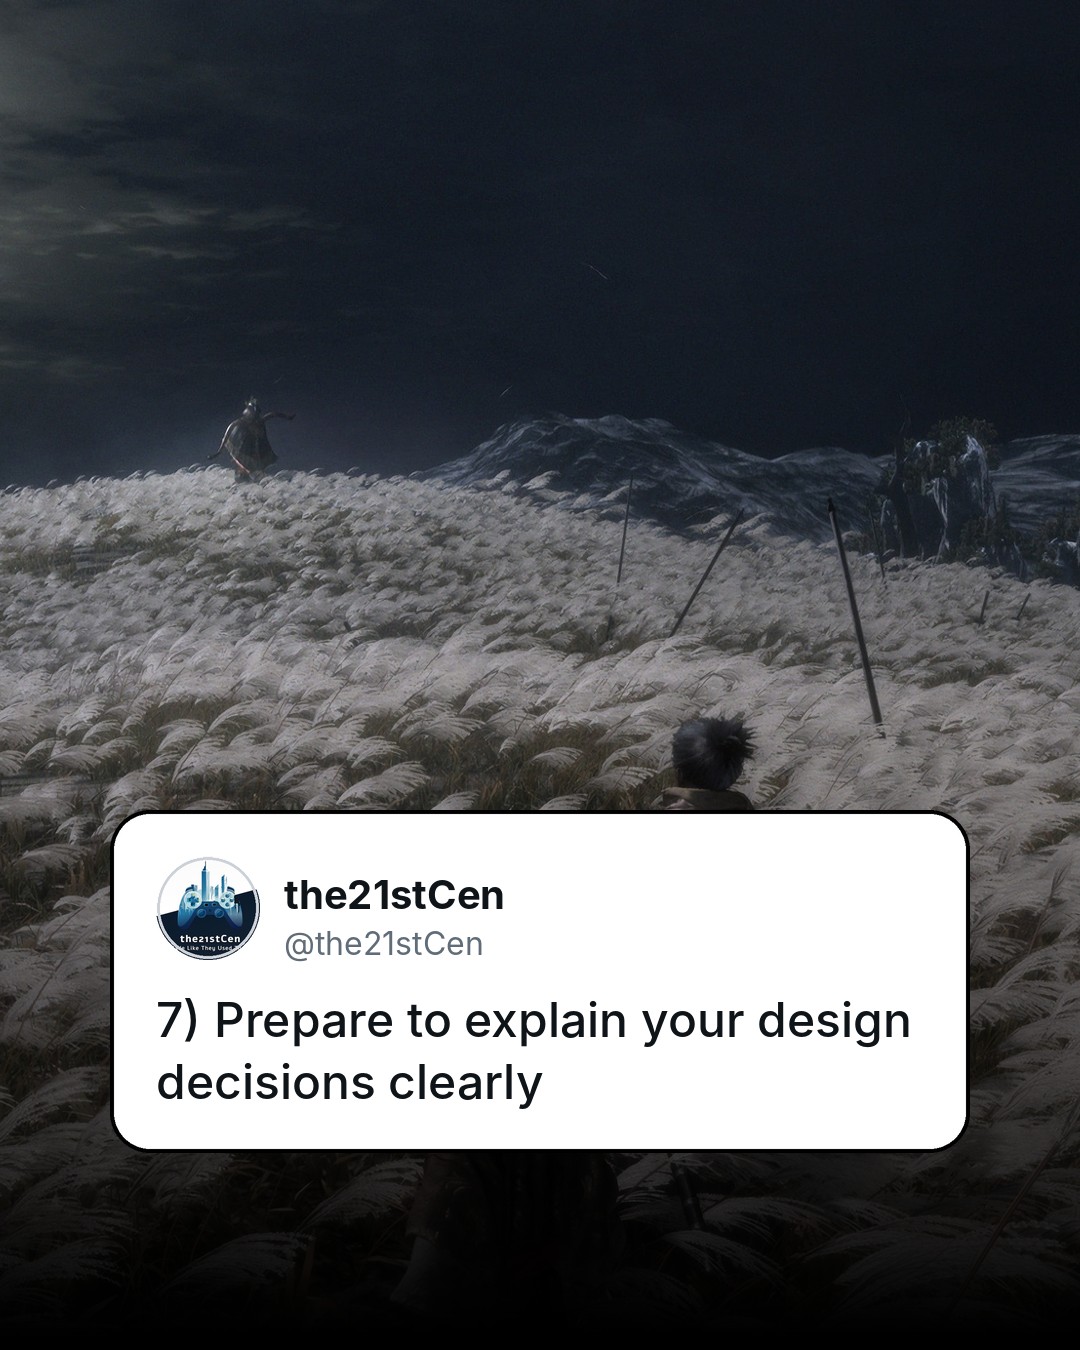 the21stCen
the21stCen
@the21stCen
7) Prepare to explain your design
decisions clearly